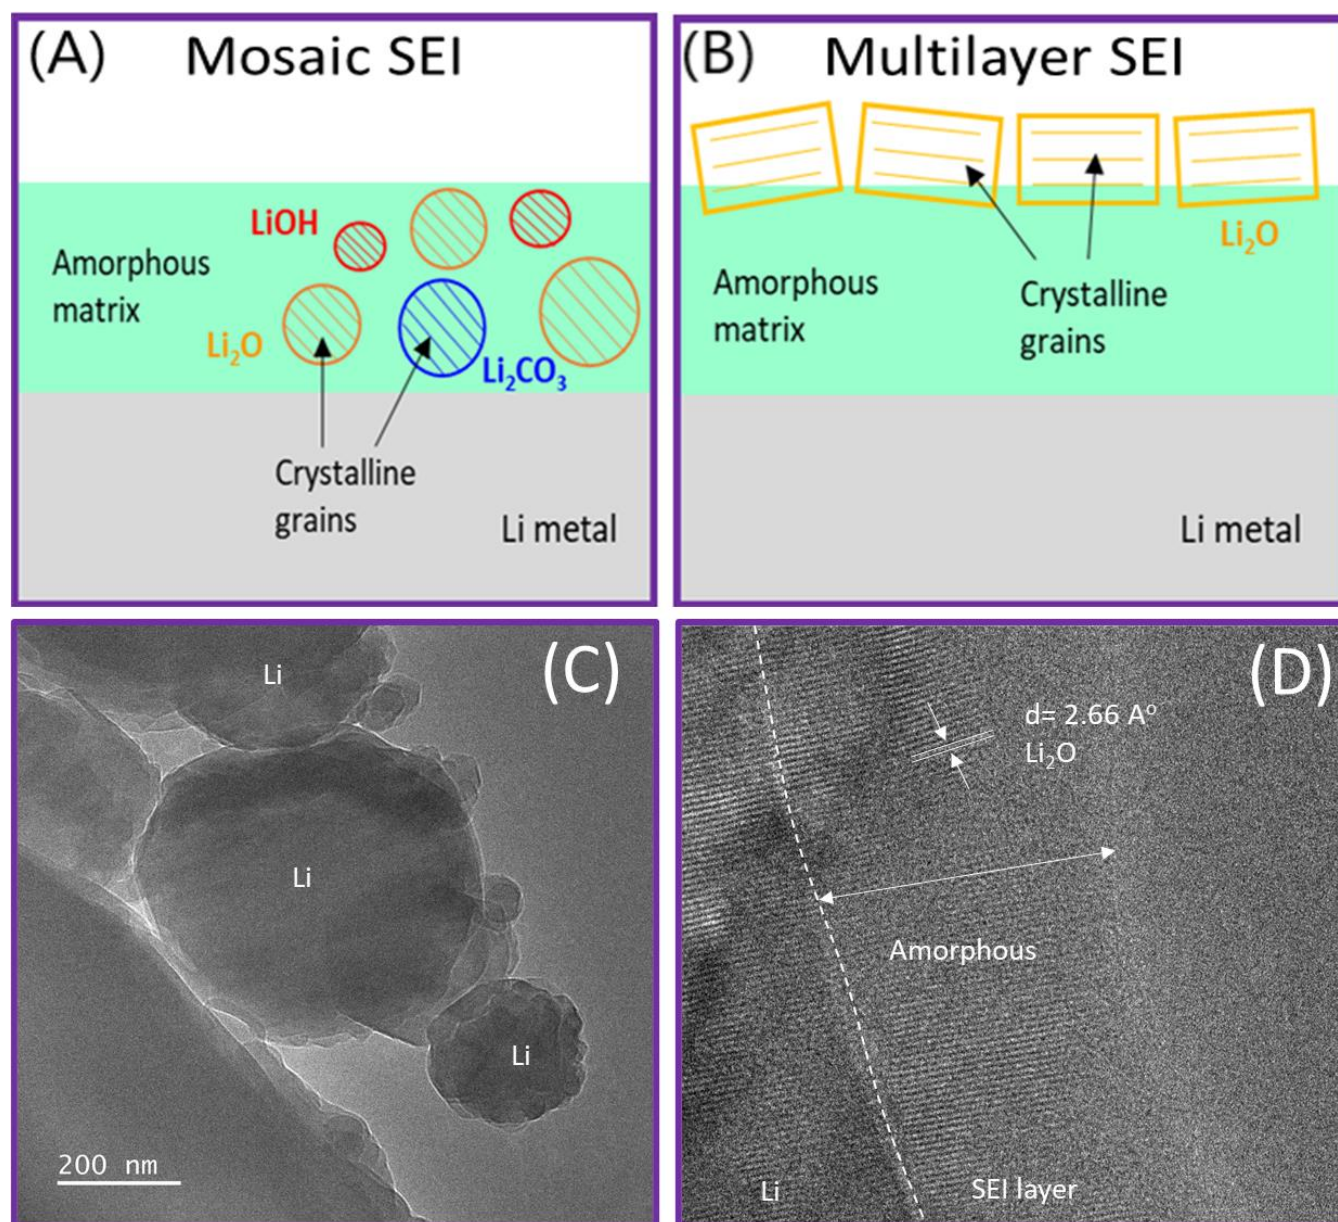 (A) Mosaic SEI
LiOH
Amorphous
matrix
Li₂O
Li₂CO₃
Crystalline
grains
Li metal
(B) Multilayer SEI
Li₂O
Amorphous
matrix
Crystalline
grains
Li metal
(C)
Li
Li
Li
200 nm
(D)
d= 2.66 Aº
Li₂O
Amorphous
SEI layer
Li